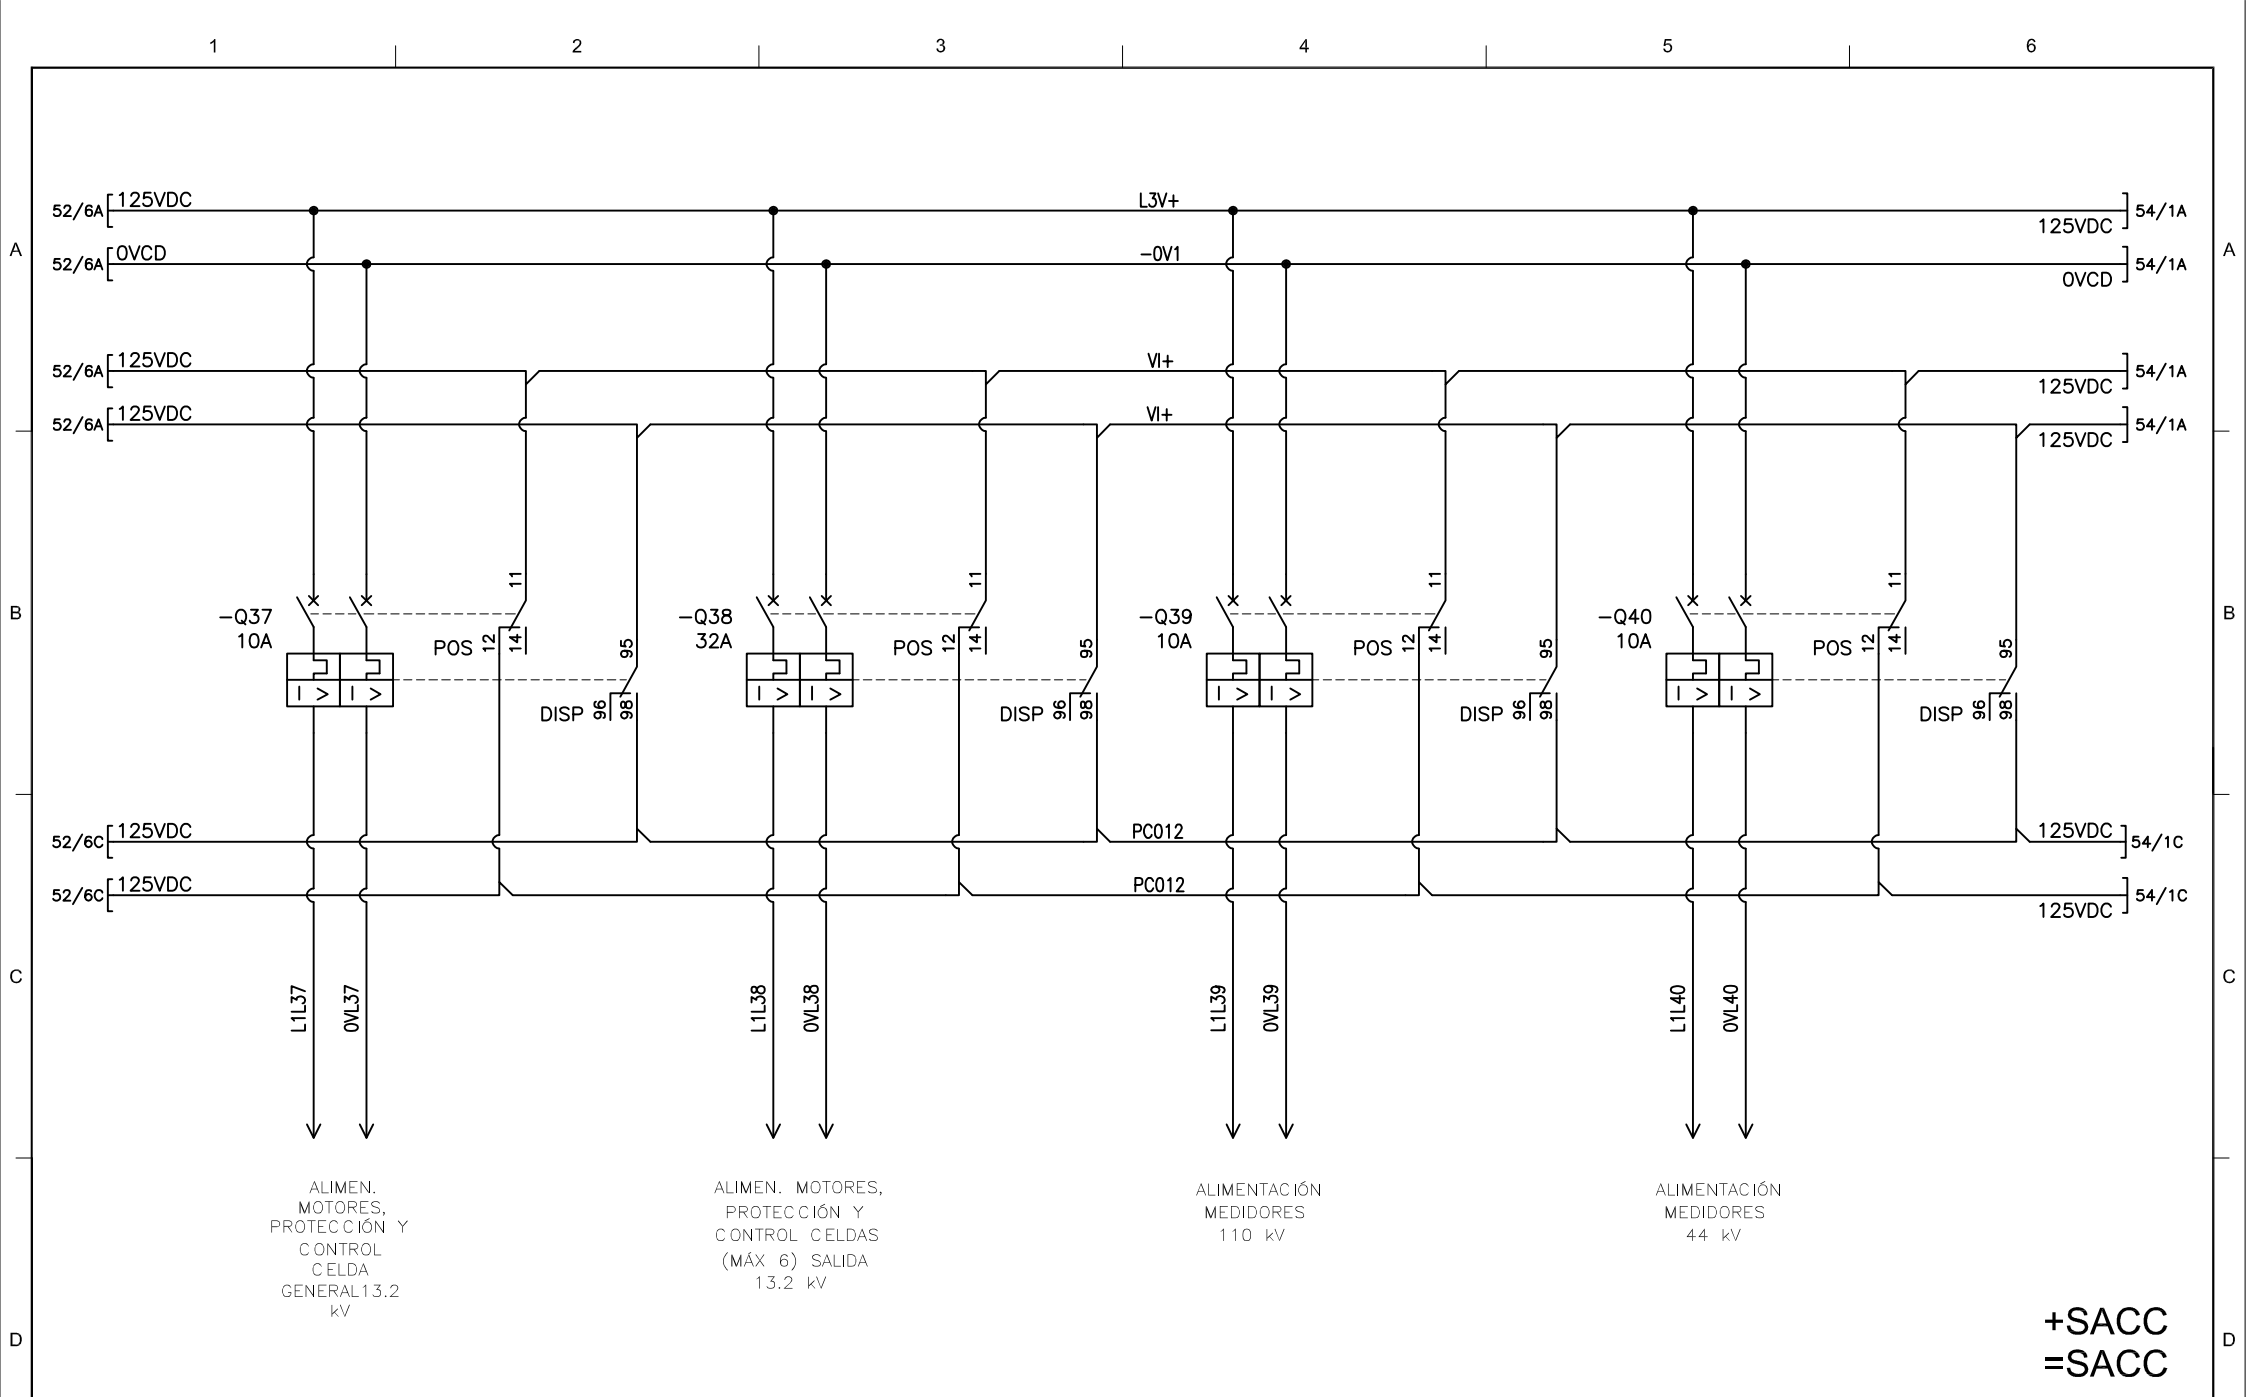 1 2 3 4 5 6
52/6A 125VDC L3V+ 125VDC 54/1A
A 52/6A 0VCD -0V1 0VCD 54/1A A
52/6A 125VDC VI+ 125VDC 54/1A
52/6A 125VDC VI+ 125VDC 54/1A
11 11 11 11
B -Q37 -Q38 -Q39 -Q40 B
10A 32A 10A 10A
POS 12 14 95 POS 12 14 95 POS 12 14 95 POS 12 14 95
I > I > I > I > I > I > I > I >
DISP 96 98 DISP 96 98 DISP 96 98 DISP 96 98
52/6C 125VDC PC012 125VDC 54/1C
52/6C 125VDC PC012 125VDC 54/1C
C C
L1L37 0VL37 L1L38 0VL38 L1L39 0VL39 L1L40 0VL40
ALIMEN.
MOTORES,
PROTECCIÓN Y
CONTROL
CELDA
GENERAL13.2
kV
ALIMEN. MOTORES,
PROTECCIÓN Y
CONTROL CELDAS
(MÁX 6) SALIDA
13.2 kV
ALIMENTACIÓN
MEDIDORES
110 kV
ALIMENTACIÓN
MEDIDORES
44 kV
+SACC
D D
=SACC